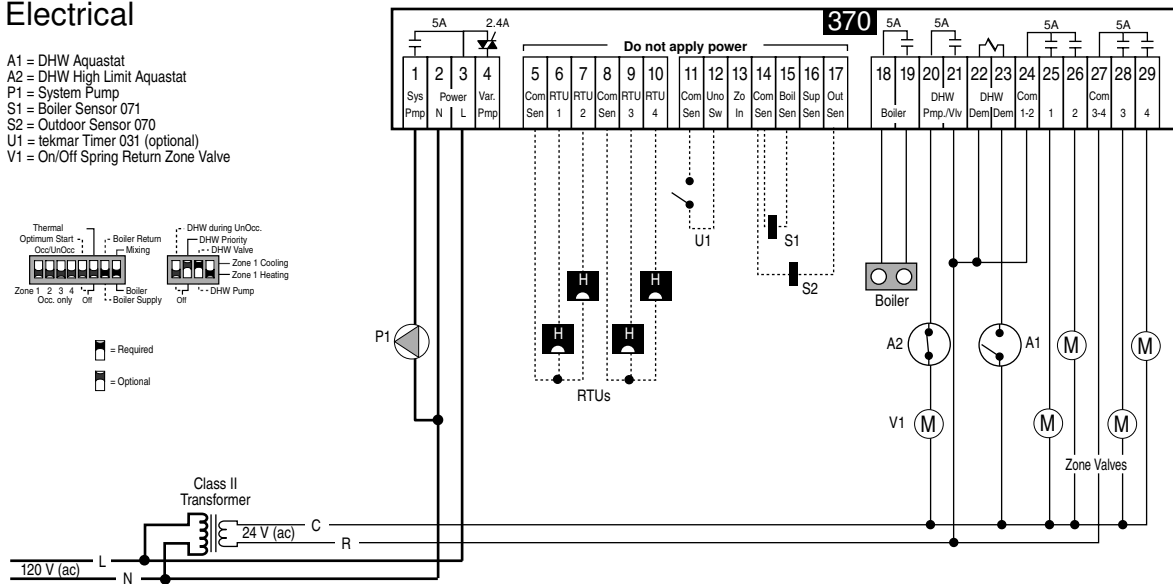 Electrical
A1 = DHW Aquastat
A2 = DHW High Limit Aquastat
P1 = System Pump
S1 = Boiler Sensor 071
S2 = Outdoor Sensor 070
U1 = tekmar Timer 031 (optional)
V1 = On/Off Spring Return Zone Valve
370
5A 2.4A 5A 5A 5A 5A
Do not apply power
1 2 3 4 5 6 7 8 9 10 11 12 13 14 15 16 17 18 19 20 21 22 23 24 25 26 27 28 29
Sys Power Var. Com RTU RTU Com RTU RTU Com Uno Zo Com Boil Sup Out DHW DHW Com Com
Pmp N L Pmp Sen 1 2 Sen 3 4 Sen Sw In Sen Sen Sen Sen Boiler Pmp./Vlv Dem Dem 1-2 1 2 3-4 3 4
Thermal
Optimum Start
Occ/UnOcc
Boiler Return
Mixing
Zone 1 2 3 4
Occ. only
Off
Boiler
Boiler Supply
DHW during UnOcc.
DHW Priority
DHW Valve
Zone 1 Cooling
Zone 1 Heating
Off
DHW Pump
= Required
= Optional
U1
S1
S2
H
H
H
H
RTUs
P1
Boiler
A2
A1
M
M
V1
M
M
M
Zone Valves
Class II
Transformer
24 V (ac)
C
R
L
120 V (ac)
N